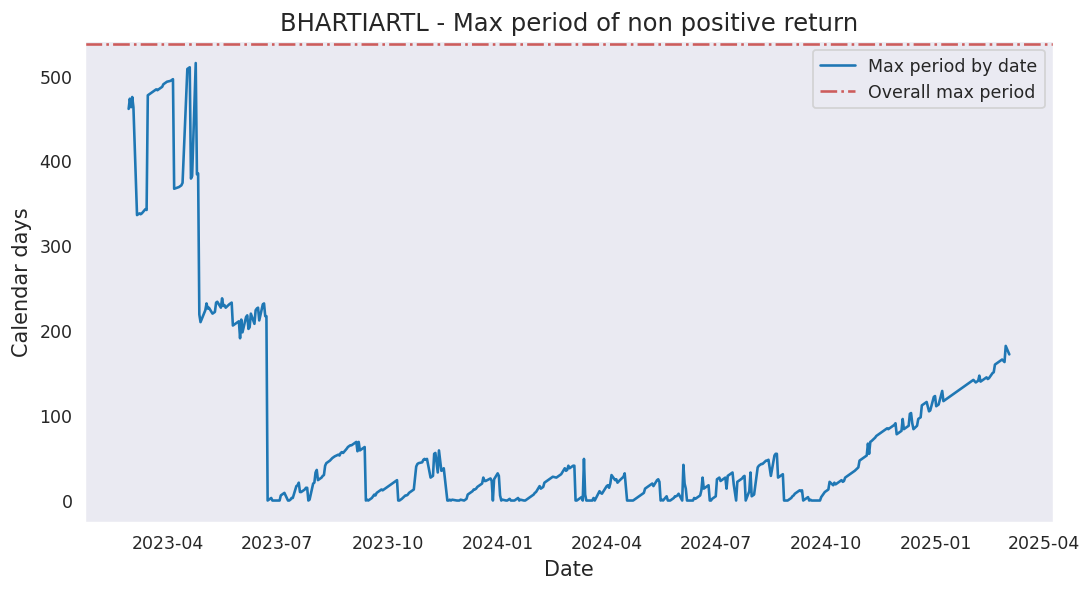 BHARTIARTL - Max period of non positive return
Max period by date
Overall max period
Calendar days
500
400
300
200
100
0
2023-04 2023-07 2023-10 2024-01 2024-04 2024-07 2024-10 2025-01 2025-04
Date